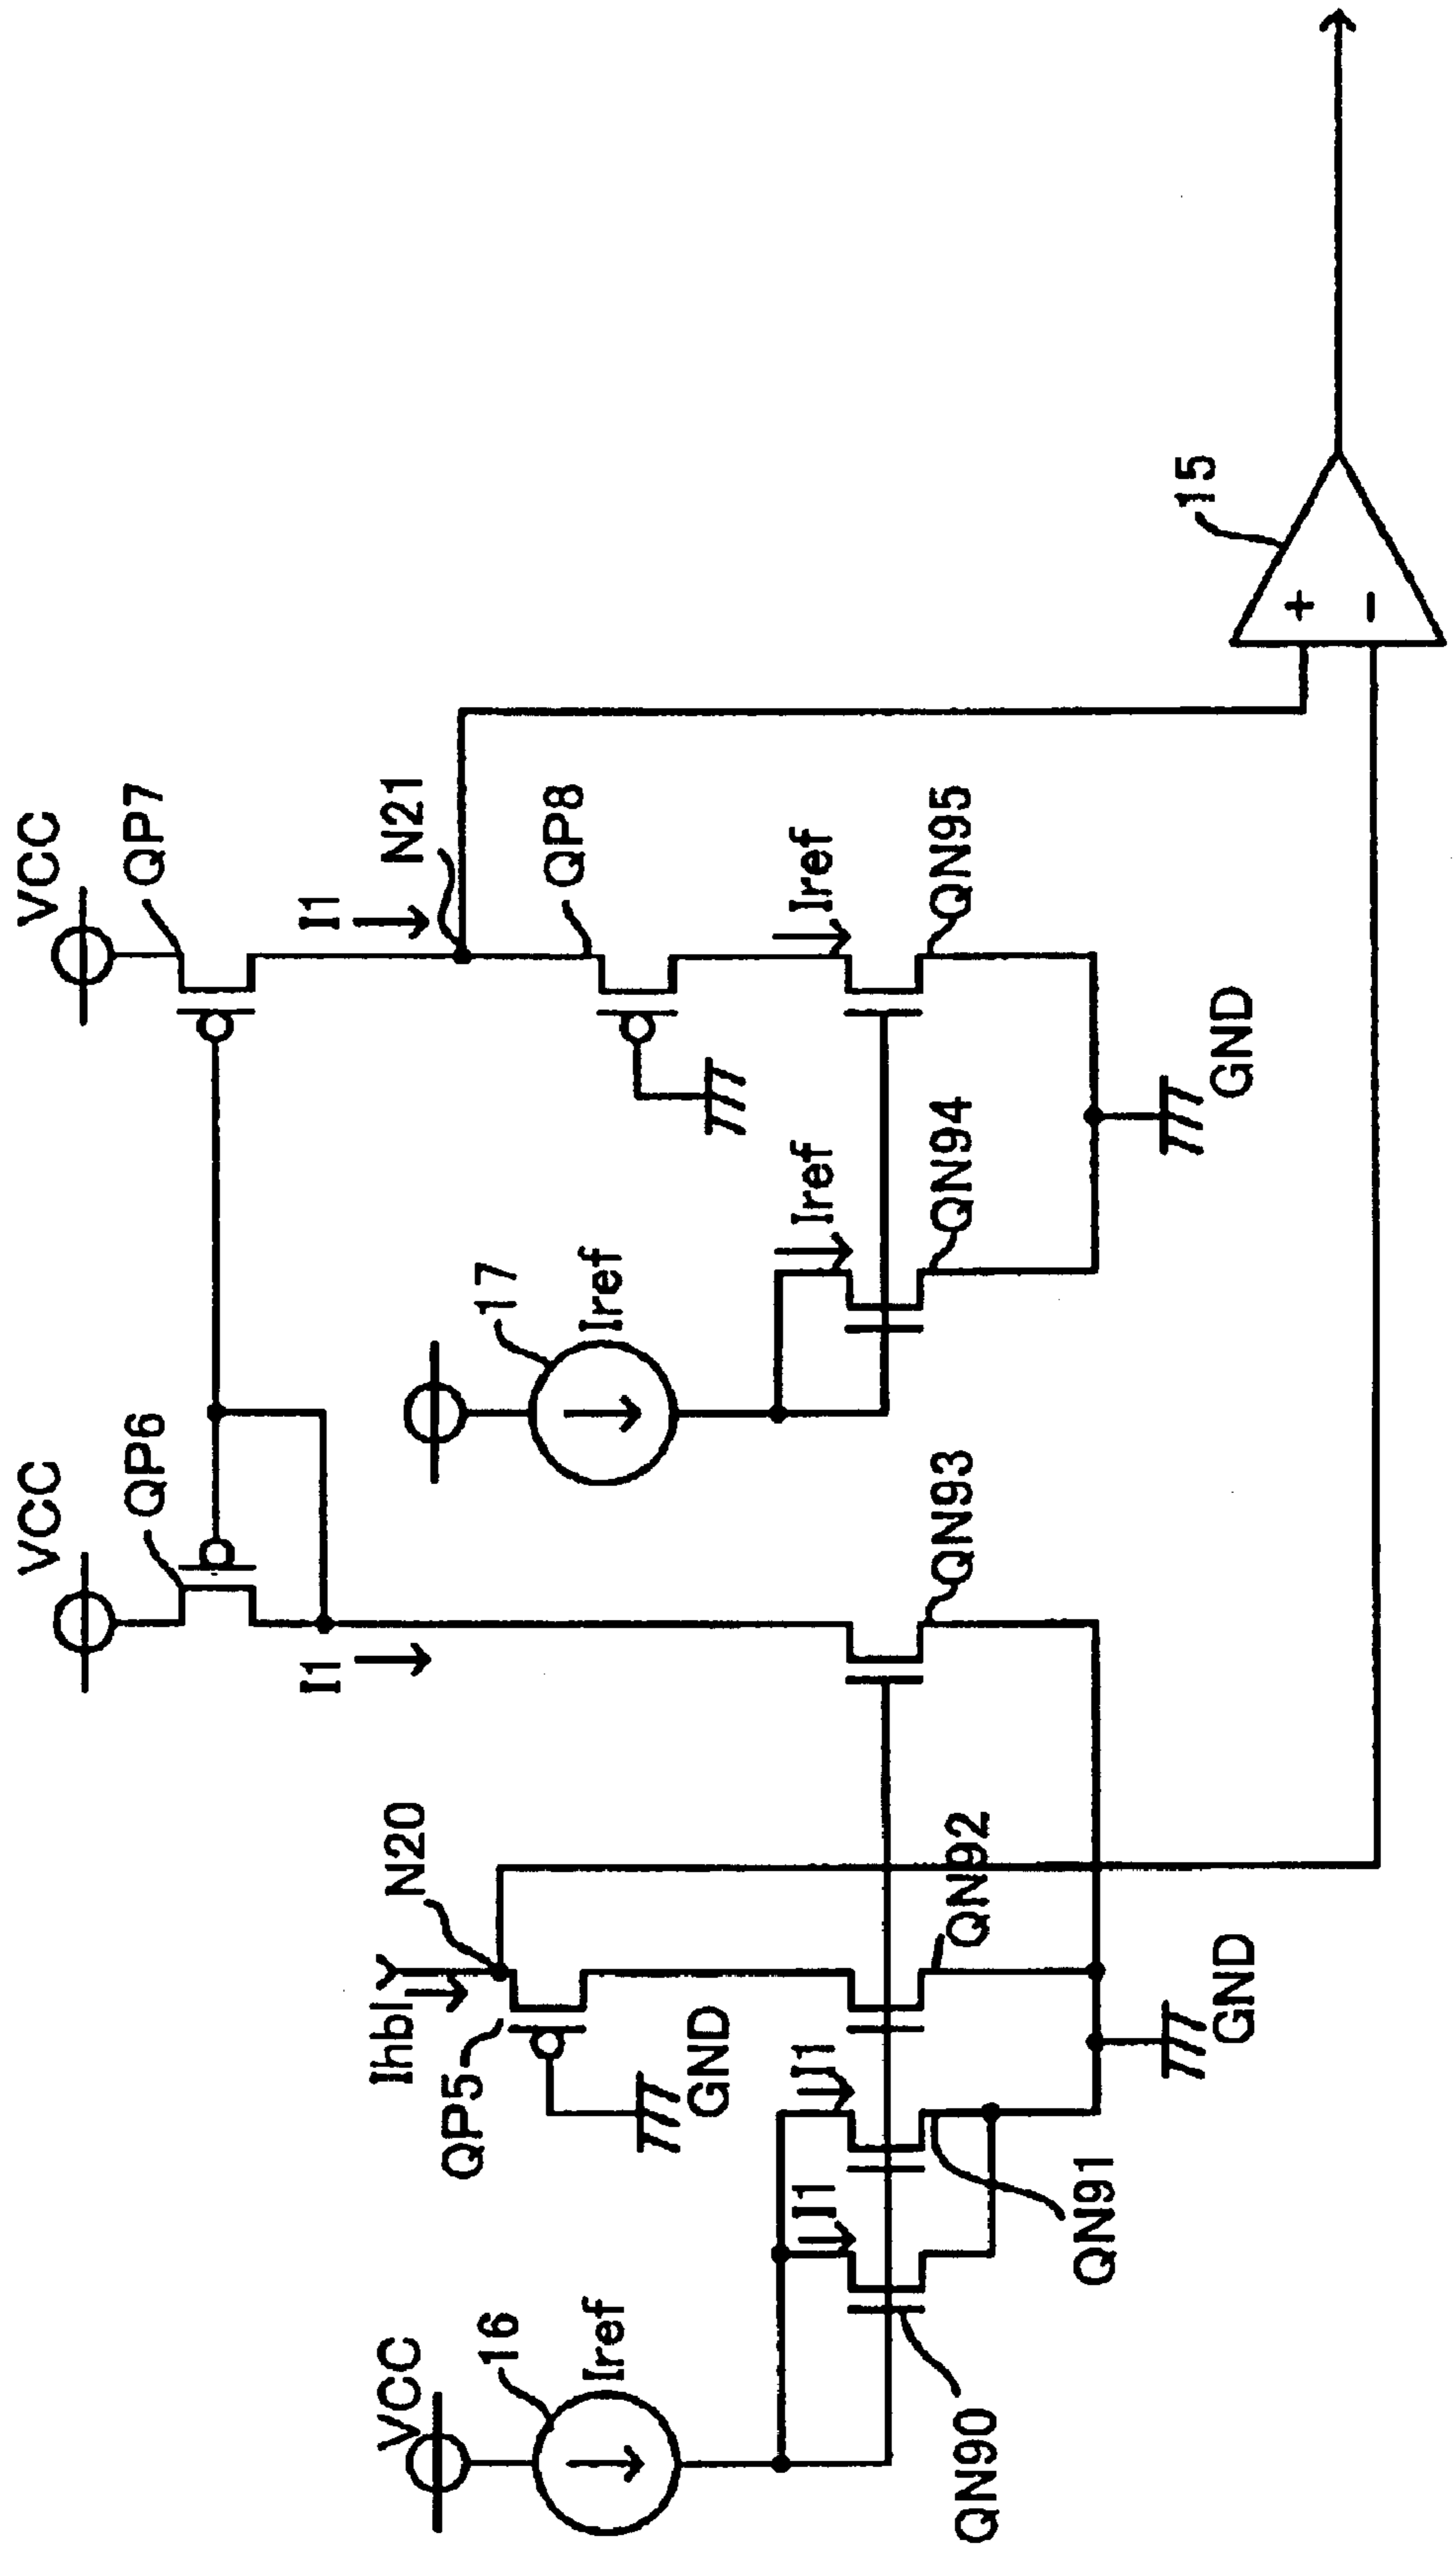 VCC
VCC
QP6
QP7
I1
I1
N21
VCC
16
Iref
Ihbl
N20
QP5
GND
17
Iref
QP8
I1
I1
Iref
Iref
QN90
QN91
QN92
QN93
QN94
QN95
GND
GND
15
+
−